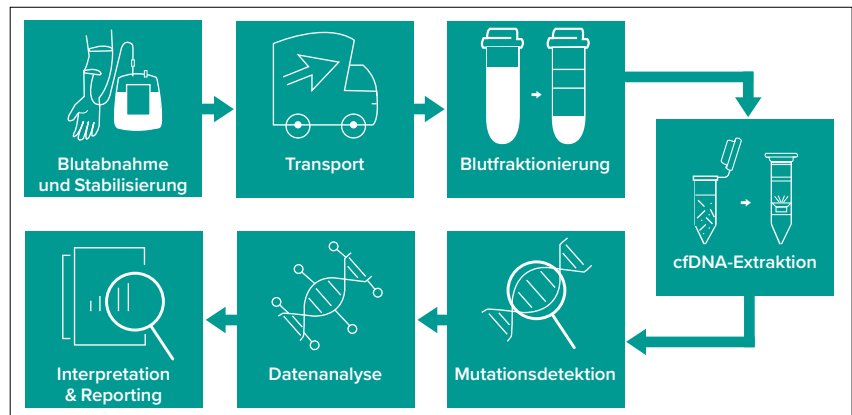 Blutabnahme
und Stabilisierung
Transport
Blutfraktionierung
cfDNA-Extraktion
Mutationsdetektion
Datenanalyse
Interpretation
& Reporting